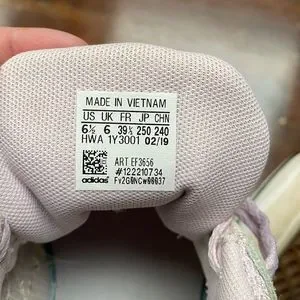 MADE IN VIETNAM
US UK FR JP CHN
6½ 6 39⅓ 250 240
HWA 1Y3001 02/19
ART EF3656
#122210734
adidas Fv2G0NCw00037